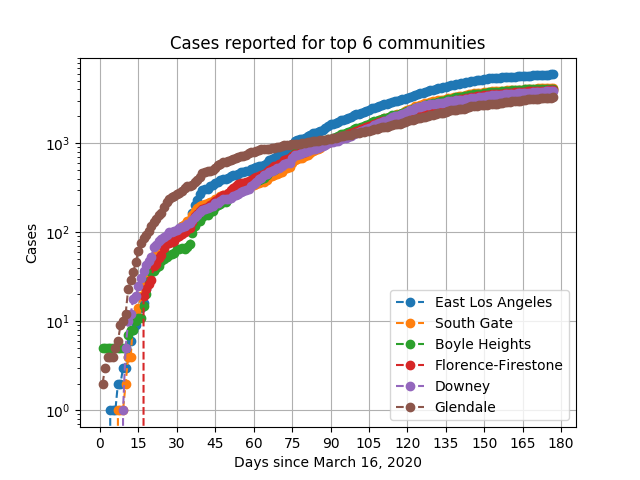 Cases reported for top 6 communities
Cases
10³
10²
10¹
10⁰
East Los Angeles
South Gate
Boyle Heights
Florence-Firestone
Downey
Glendale
0 15 30 45 60 75 90 105 120 135 150 165 180
Days since March 16, 2020